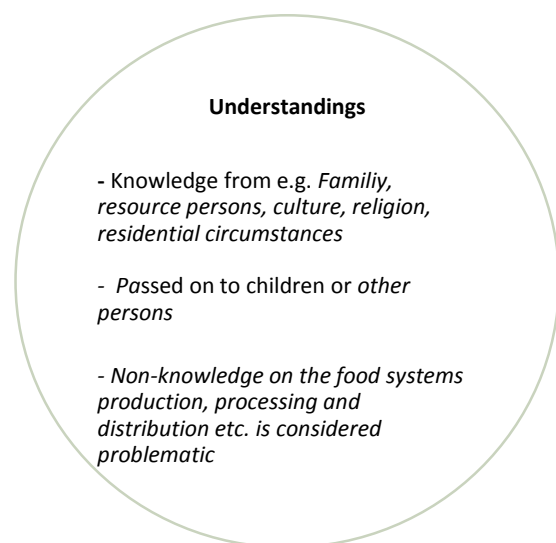 Understandings
- Knowledge from e.g. Familiy,
resource persons, culture, religion,
residential circumstances
- Passed on to children or other
persons
- Non-knowledge on the food systems
production, processing and
distribution etc. is considered
problematic